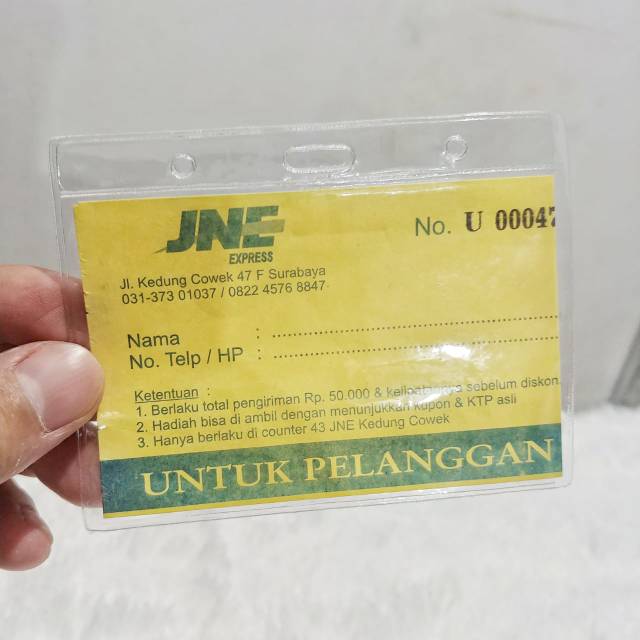 JNE
EXPRESS
No. U 00047
Jl. Kedung Cowek 47 F Surabaya
031-373 01037 / 0822 4576 8847
Nama :
No. Telp / HP :
Ketentuan :
1. Berlaku total pengiriman Rp. 50.000 & kelipatannya sebelum diskon
2. Hadiah bisa di ambil dengan menunjukkan kupon & KTP asli
3. Hanya berlaku di counter 43 JNE Kedung Cowek
UNTUK PELANGGAN